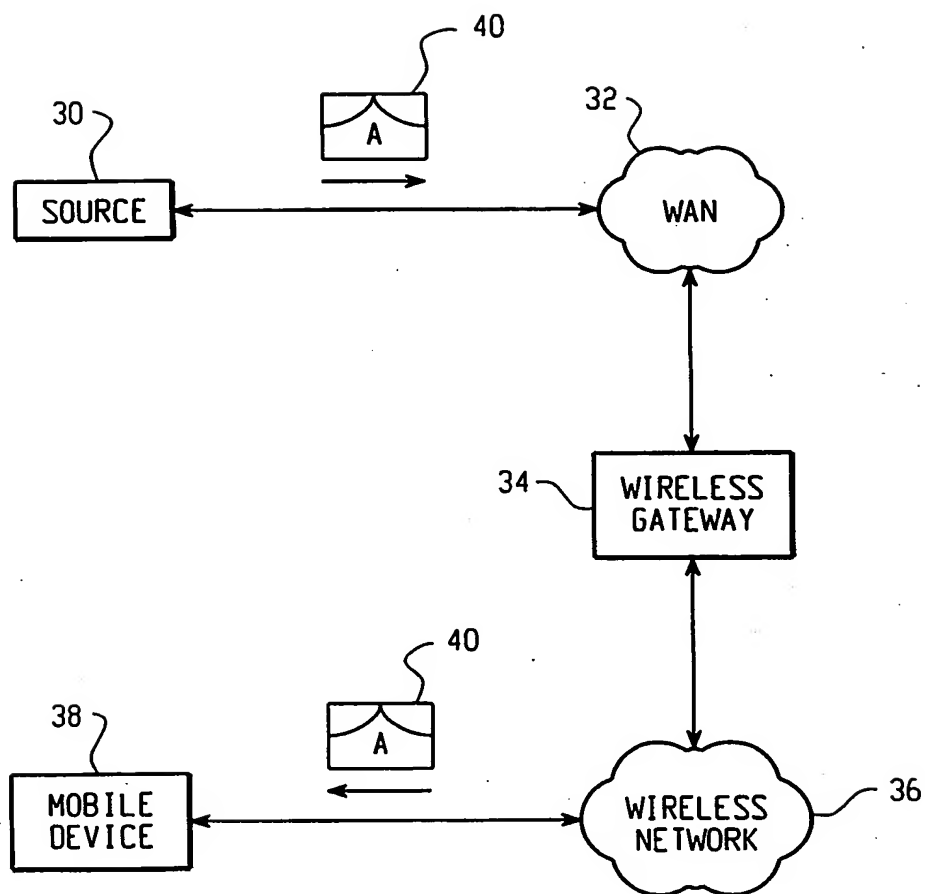 40
30
32
A
SOURCE
WAN
34
WIRELESS
GATEWAY
40
38
A
36
MOBILE
DEVICE
WIRELESS
NETWORK